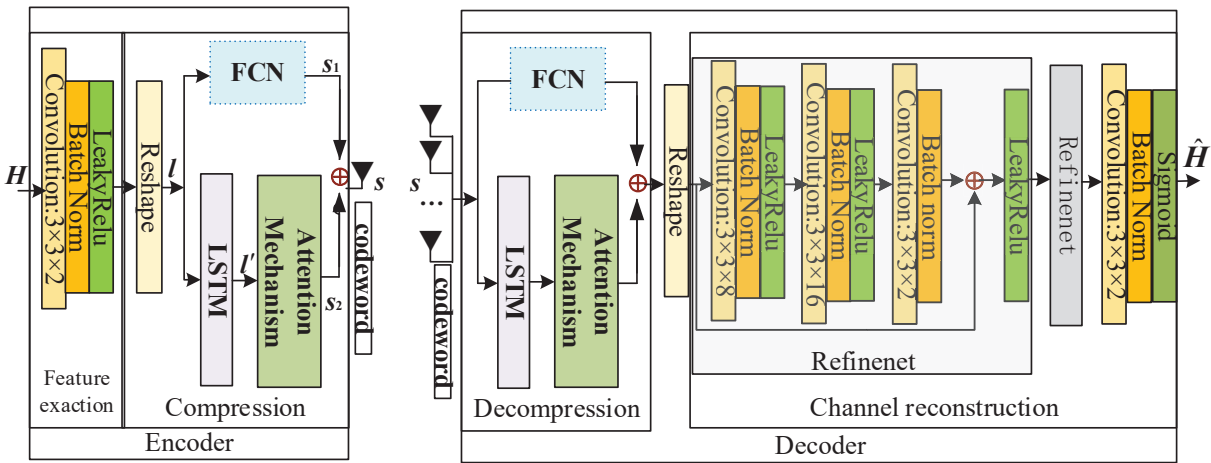 H
Convolution:3×3×2
Batch Norm
LeakyRelu
Feature
exaction
Reshape
l
FCN
s₁
LSTM
l′
Attention
Mechanism
s₂
s
codeword
Compression
Encoder
s
...
codeword
FCN
LSTM
Attention
Mechanism
Decompression
Reshape
Convolution:3×3×8
Batch Norm
LeakyRelu
Convolution:3×3×16
Batch Norm
LeakyRelu
Convolution:3×3×2
Batch norm
LeakyRelu
Refinenet
Refinenet
Convolution:3×3×2
Batch Norm
Sigmoid
Ĥ
Channel reconstruction
Decoder